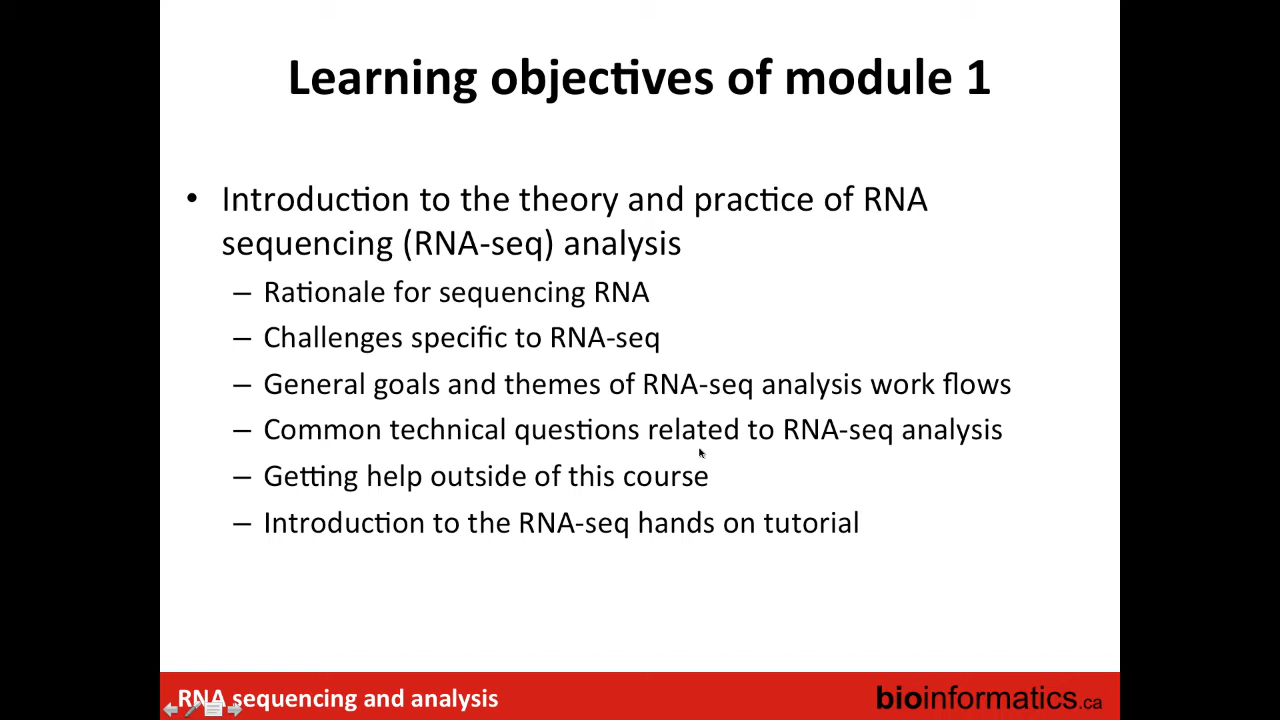 Learning objectives of module 1
• Introduction to the theory and practice of RNA
sequencing (RNA-seq) analysis
– Rationale for sequencing RNA
– Challenges specific to RNA-seq
– General goals and themes of RNA-seq analysis work flows
– Common technical questions related to RNA-seq analysis
– Getting help outside of this course
– Introduction to the RNA-seq hands on tutorial
RNA sequencing and analysis
bioinformatics.ca